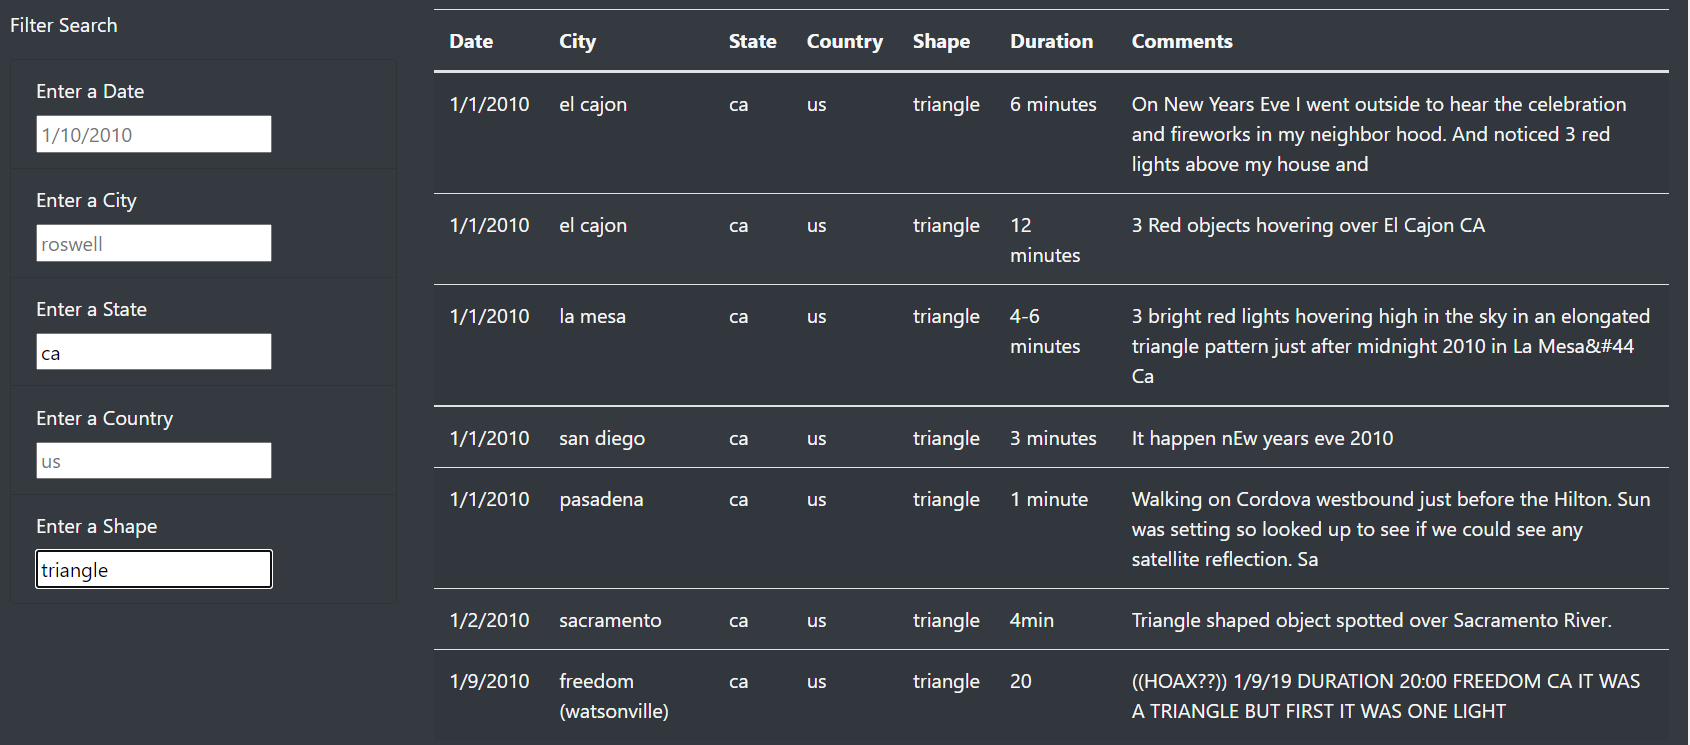 Filter Search
Enter a Date
1/10/2010
Enter a City
roswell
Enter a State
ca
Enter a Country
us
Enter a Shape
triangle
Date City State Country Shape Duration Comments
1/1/2010 el cajon ca us triangle 6 minutes On New Years Eve I went outside to hear the celebration
and fireworks in my neighbor hood. And noticed 3 red
lights above my house and
1/1/2010 el cajon ca us triangle 12 3 Red objects hovering over El Cajon CA
minutes
1/1/2010 la mesa ca us triangle 4-6 3 bright red lights hovering high in the sky in an elongated
minutes triangle pattern just after midnight 2010 in La Mesa&#44
Ca
1/1/2010 san diego ca us triangle 3 minutes It happen nEw years eve 2010
1/1/2010 pasadena ca us triangle 1 minute Walking on Cordova westbound just before the Hilton. Sun
was setting so looked up to see if we could see any
satellite reflection. Sa
1/2/2010 sacramento ca us triangle 4min Triangle shaped object spotted over Sacramento River.
1/9/2010 freedom ca us triangle 20 ((HOAX??)) 1/9/19 DURATION 20:00 FREEDOM CA IT WAS
(watsonville) A TRIANGLE BUT FIRST IT WAS ONE LIGHT